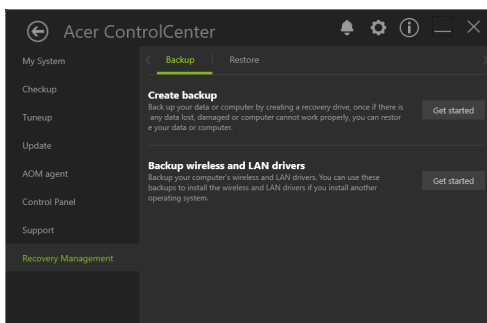 Acer ControlCenter
My System
Checkup
Tuneup
Update
AOM agent
Control Panel
Support
Recovery Management
Backup
Restore
Create backup
Back up your data or computer by creating a recovery drive, once if there is
any data lost, damaged or computer cannot work properly, you can restor
e your data or computer.
Get started
Backup wireless and LAN drivers
Backup your computer's wireless and LAN drivers. You can use these
backups to install the wireless and LAN drivers if you install another
operating system.
Get started